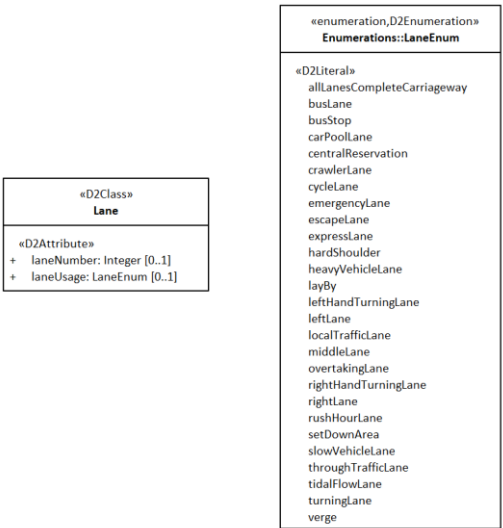 «D2Class»
Lane
«D2Attribute»
+ laneNumber: Integer [0..1]
+ laneUsage: LaneEnum [0..1]
«enumeration,D2Enumeration»
Enumerations::LaneEnum
«D2Literal»
allLanesCompleteCarriageway
busLane
busStop
carPoolLane
centralReservation
crawlerLane
cycleLane
emergencyLane
escapeLane
expressLane
hardShoulder
heavyVehicleLane
layBy
leftHandTurningLane
leftLane
localTrafficLane
middleLane
overtakingLane
rightHandTurningLane
rightLane
rushHourLane
setDownArea
slowVehicleLane
throughTrafficLane
tidalFlowLane
turningLane
verge